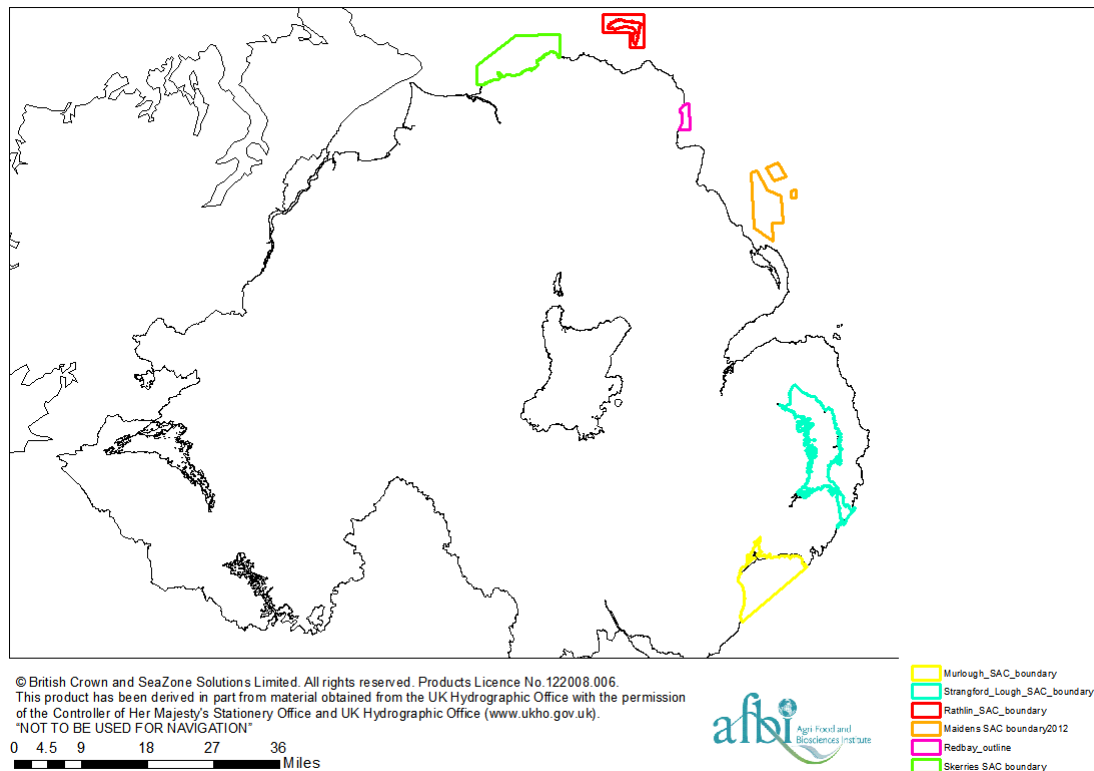 © British Crown and SeaZone Solutions Limited. All rights reserved. Products Licence No.122008.006.
This product has been derived in part from material obtained from the UK Hydrographic Office with the permission
of the Controller of Her Majesty's Stationery Office and UK Hydrographic Office (www.ukho.gov.uk).
"NOT TO BE USED FOR NAVIGATION"
0 4.5 9 18 27 36
Miles
afbi Agri Food and
Biosciences Institute
Murlough_SAC_boundary
Strangford_Lough_SAC_boundary
Rathlin_SAC_boundary
Maidens SAC boundary2012
Redbay_outline
Skerries SAC boundary